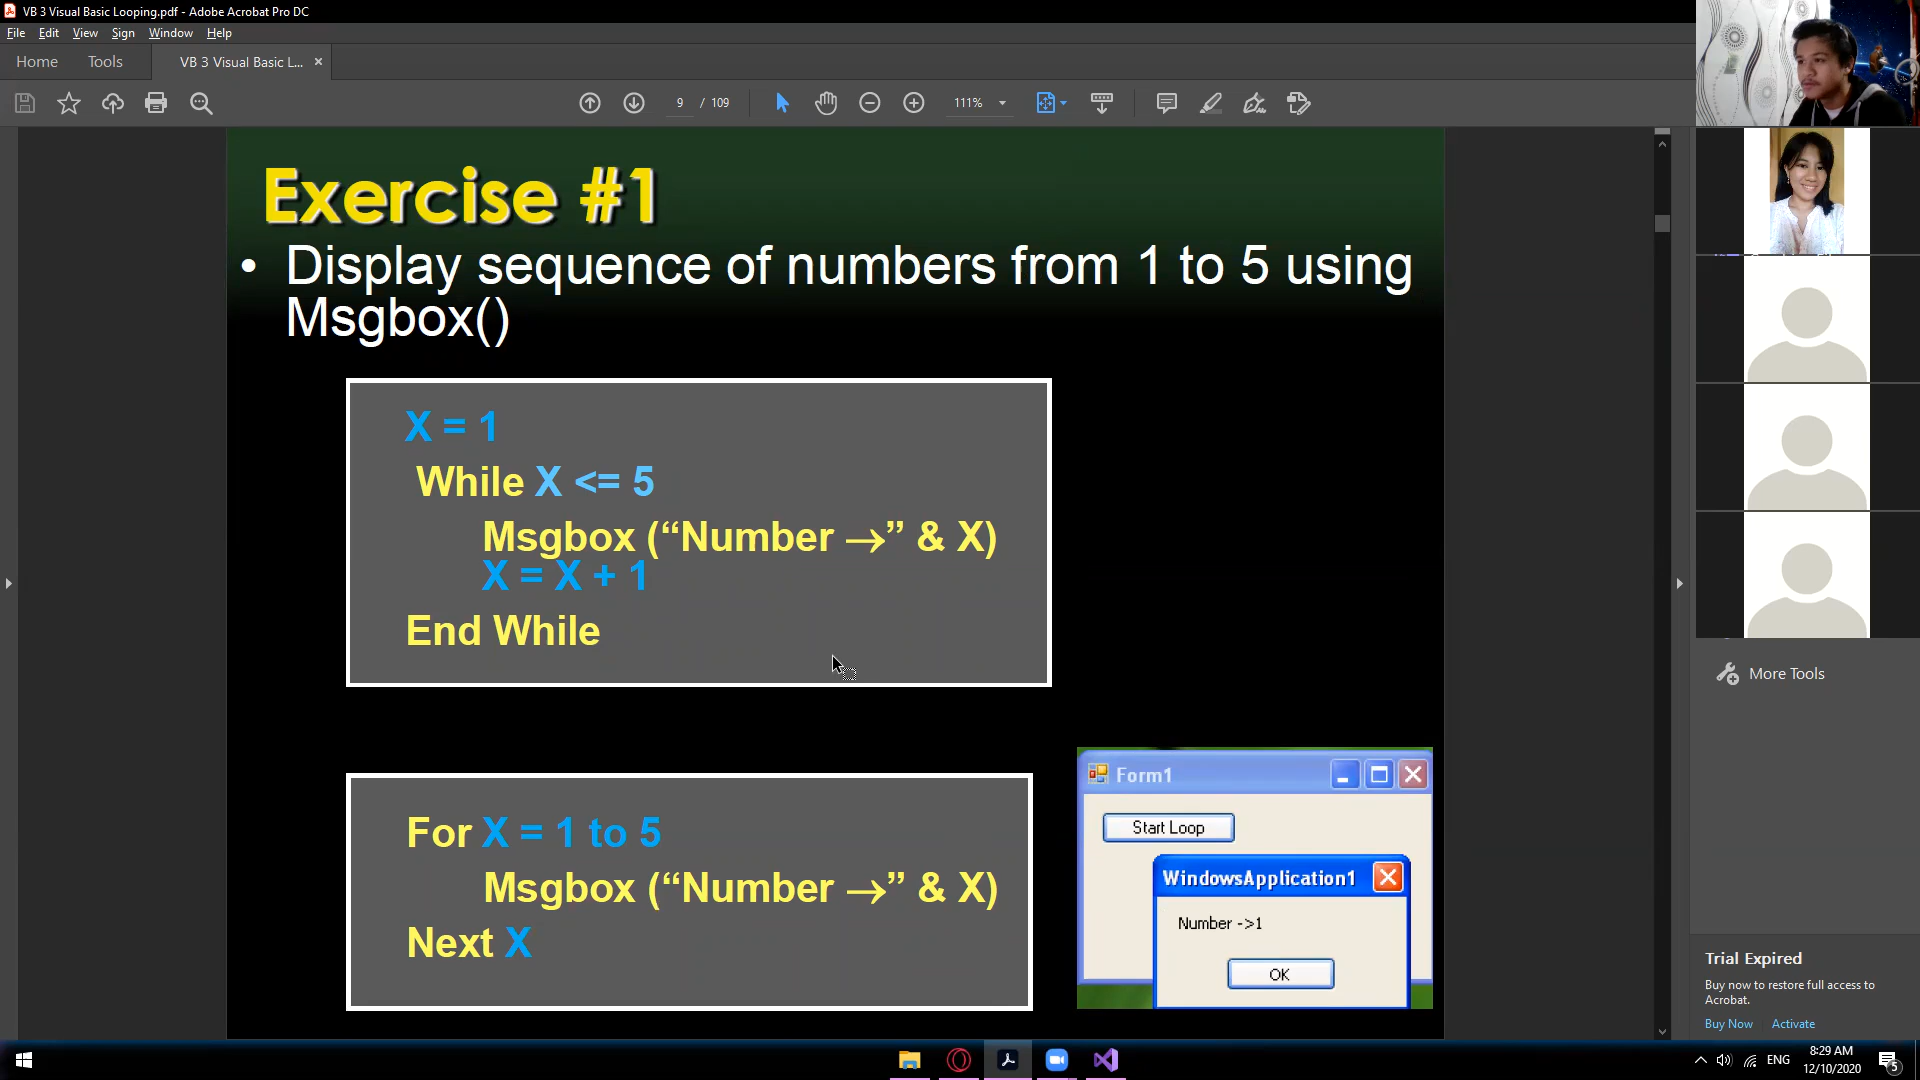 VB 3 Visual Basic Looping.pdf - Adobe Acrobat Pro DC
File Edit View Sign Window Help
Home Tools VB 3 Visual Basic L... ×
9 / 109 111%
Exercise #1
• Display sequence of numbers from 1 to 5 using
Msgbox()
X = 1
While X <= 5
Msgbox (“Number →” & X)
X = X + 1
End While
For X = 1 to 5
Msgbox (“Number →” & X)
Next X
Form1
Start Loop
WindowsApplication1
Number ->1
OK
More Tools
Trial Expired
Buy now to restore full access to
Acrobat.
Buy Now Activate
ENG
8:29 AM
12/10/2020
5